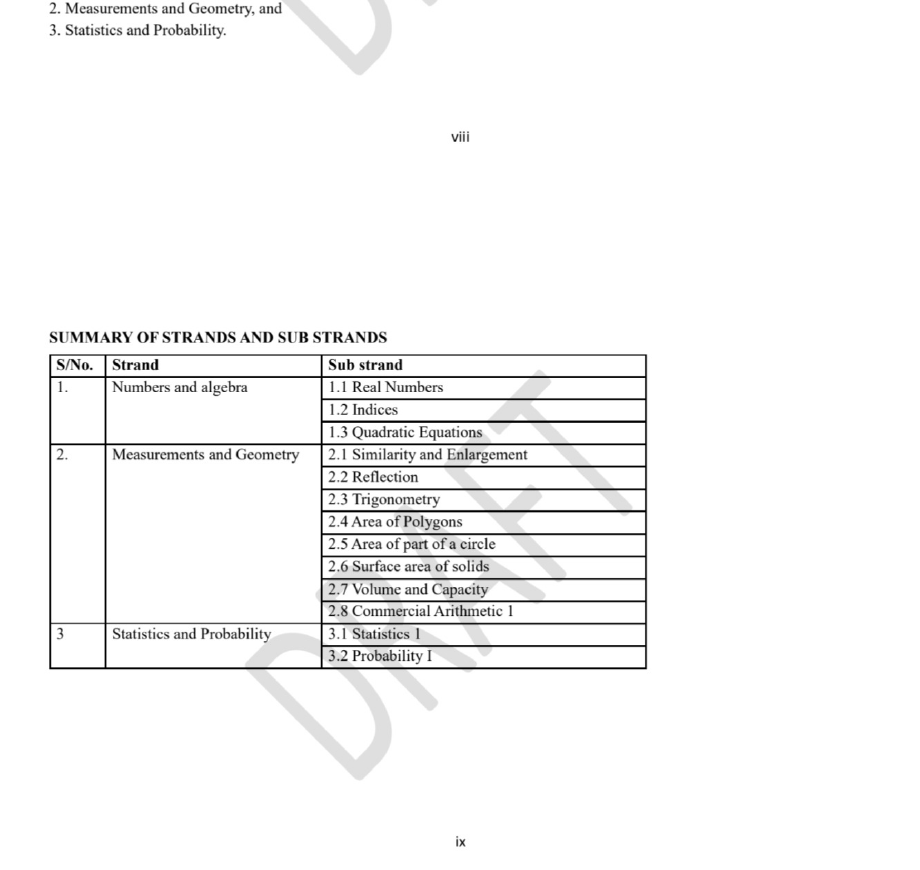 2. Measurements and Geometry, and
3. Statistics and Probability.
viii
SUMMARY OF STRANDS AND SUB STRANDS
S/No. Strand Sub strand
1. Numbers and algebra 1.1 Real Numbers
1.2 Indices
1.3 Quadratic Equations
2. Measurements and Geometry 2.1 Similarity and Enlargement
2.2 Reflection
2.3 Trigonometry
2.4 Area of Polygons
2.5 Area of part of a circle
2.6 Surface area of solids
2.7 Volume and Capacity
2.8 Commercial Arithmetic 1
3 Statistics and Probability 3.1 Statistics 1
3.2 Probability I
DRAFT
ix